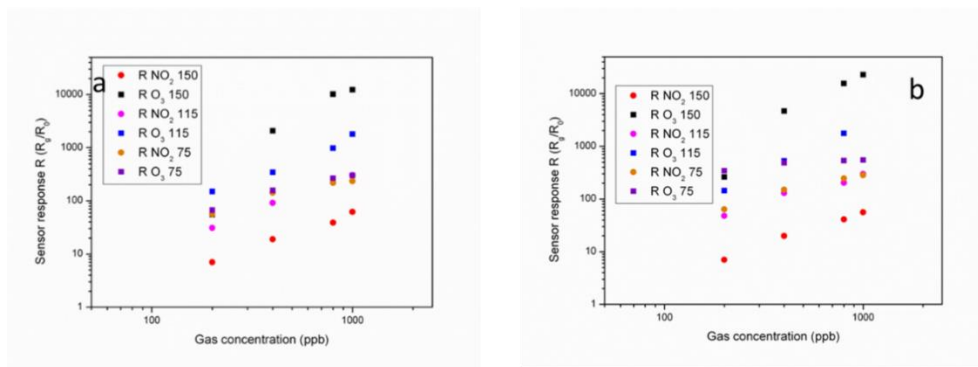 a
R NO₂ 150
R O₃ 150
R NO₂ 115
R O₃ 115
R NO₂ 75
R O₃ 75
Sensor response R (R₉/R₀)
10000
1000
100
10
1
100 1000
Gas concentration (ppb)
b
R NO₂ 150
R O₃ 150
R NO₂ 115
R O₃ 115
R NO₂ 75
R O₃ 75
Sensor response R (R₉/R₀)
10000
1000
100
10
1
100 1000
Gas concentration (ppb)